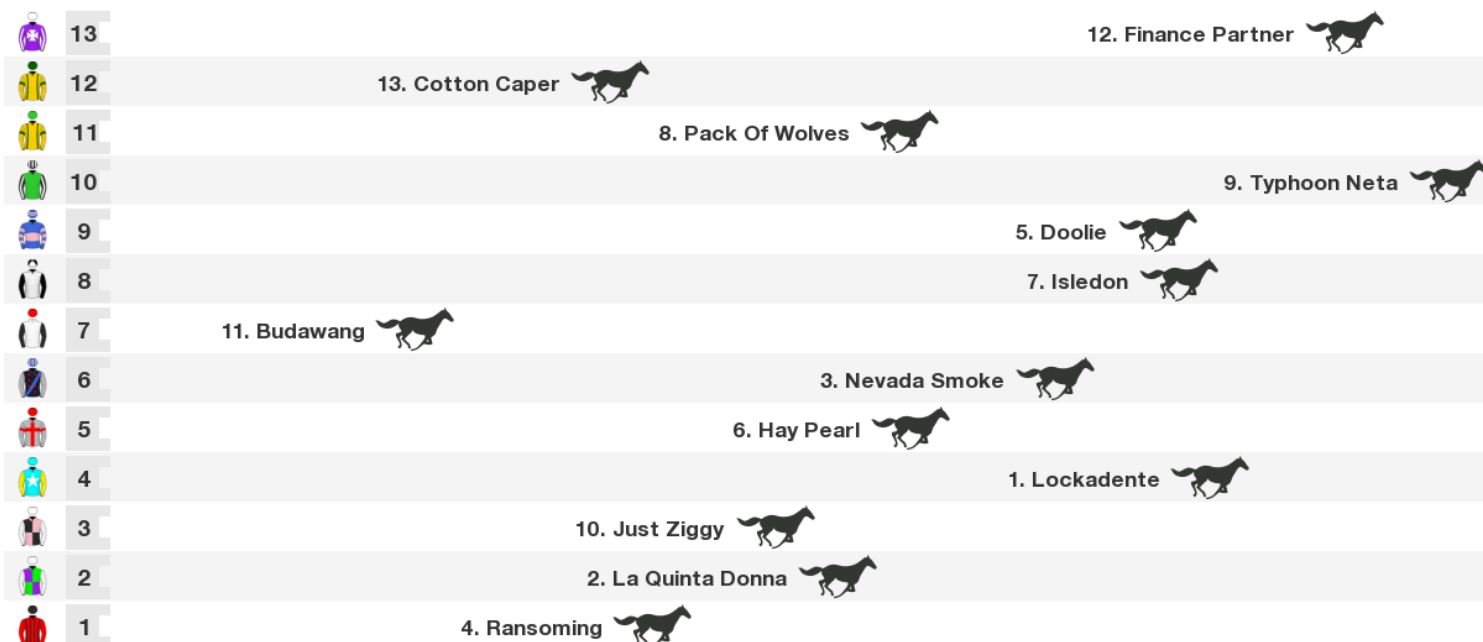 13 12. Finance Partner
12 13. Cotton Caper
11 8. Pack Of Wolves
10 9. Typhoon Neta
9 5. Doolie
8 7. Isledon
7 11. Budawang
6 3. Nevada Smoke
5 6. Hay Pearl
4 1. Lockadente
3 10. Just Ziggy
2 2. La Quinta Donna
1 4. Ransoming